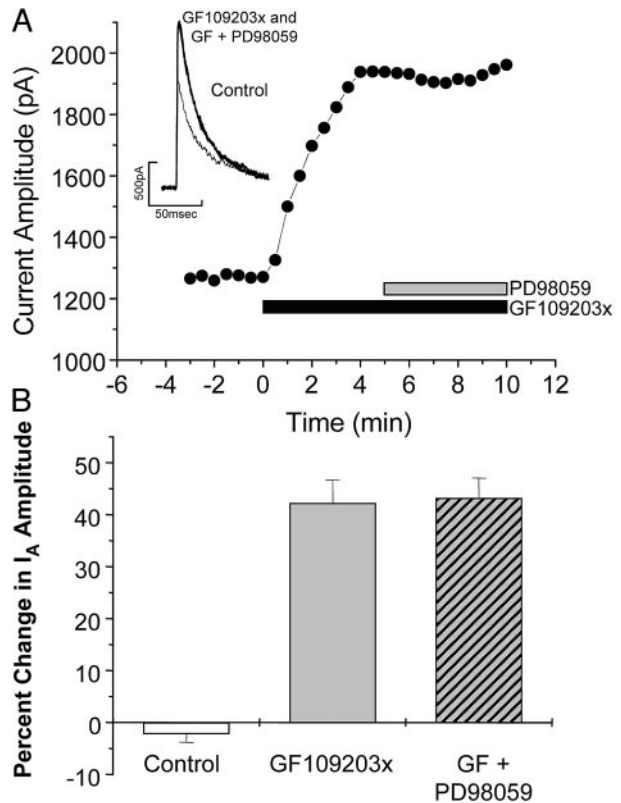 A
GF109203x and
GF + PD98059
Control
500pA
50msec
Current Amplitude (pA)
2000
1800
1600
1400
1200
1000
PD98059
GF109203x
-6 -4 -2 0 2 4 6 8 10 12
Time (min)
B
Percent Change in IA Amplitude
50
40
30
20
10
0
-10
Control
GF109203x
GF +
PD98059